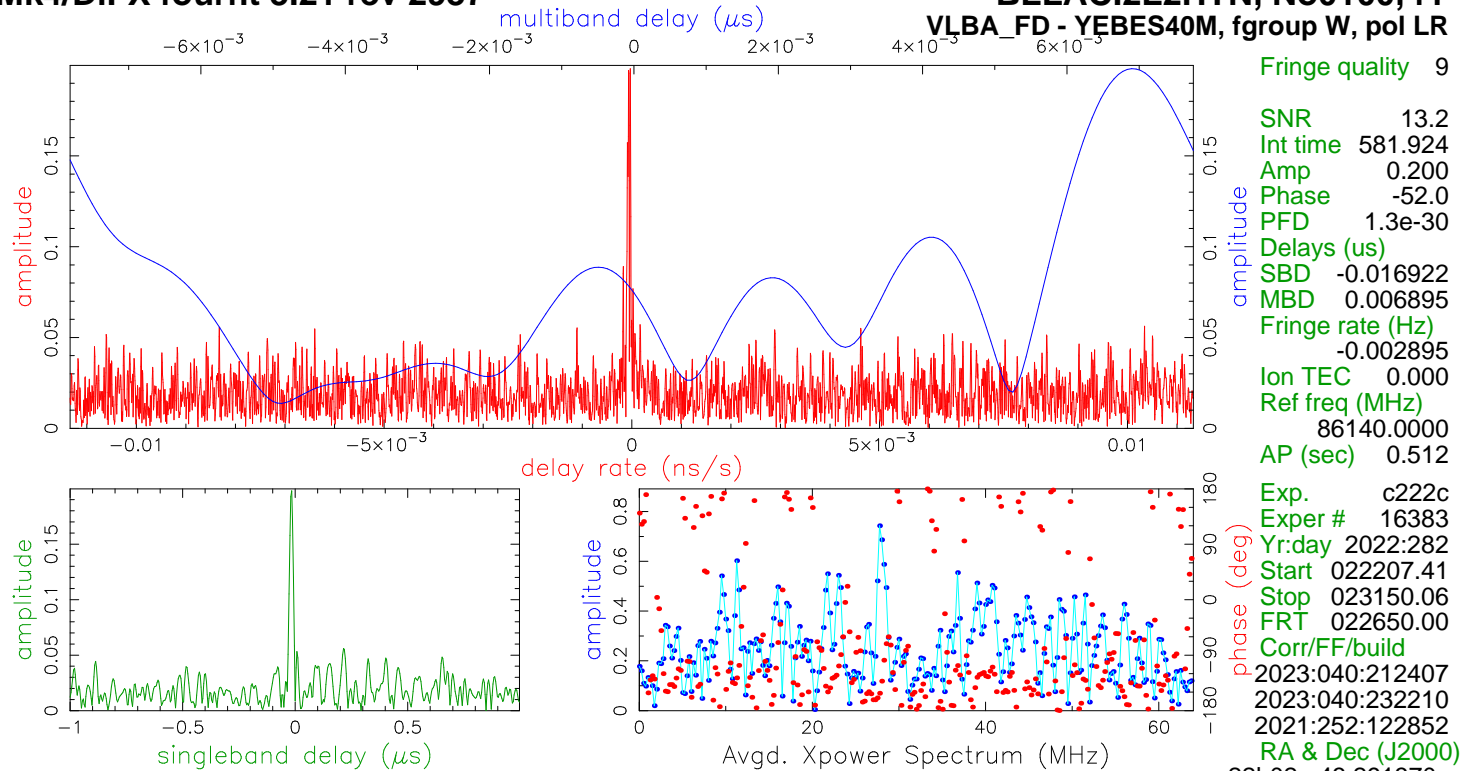 multiband delay (μs)
VLBA_FD - YEBES40M, fgroup W, pol LR
−6×10⁻³ −4×10⁻³ −2×10⁻³ 0 2×10⁻³ 4×10⁻³ 6×10⁻³
amplitude
0 0.05 0.1 0.15
amplitude
0 0.05 0.1 0.15
−0.01 −5×10⁻³ 0 5×10⁻³ 0.01
delay rate (ns/s)
Fringe quality 9
SNR 13.2
Int time 581.924
Amp 0.200
Phase -52.0
PFD 1.3e-30
Delays (us)
SBD -0.016922
MBD 0.006895
Fringe rate (Hz)
-0.002895
Ion TEC 0.000
Ref freq (MHz)
86140.0000
AP (sec) 0.512
Exp. c222c
Exper # 16383
Yr:day 2022:282
Start 022207.41
Stop 023150.06
FRT 022650.00
Corr/FF/build
2023:040:212407
2023:040:232210
2021:252:122852
RA & Dec (J2000)
amplitude
0 0.05 0.1 0.15
−1 −0.5 0 0.5
singleband delay (μs)
amplitude
0 0.2 0.4 0.6 0.8
phase (deg)
−180 −90 0 90 180
0 20 40 60
Avgd. Xpower Spectrum (MHz)